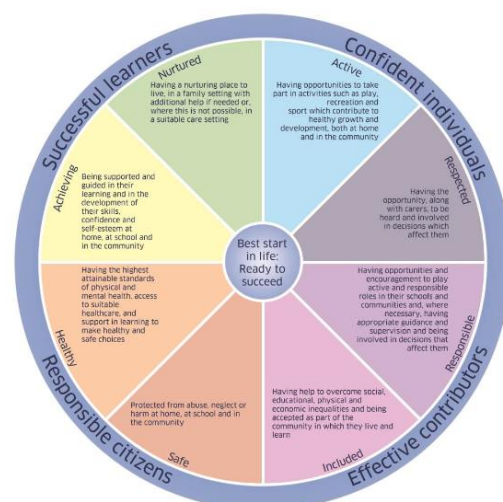 Successful learners
Confident individuals
Nurtured
Having a nurturing place to
live, in a family setting with
additional help if needed or,
where this is not possible, in
a suitable care setting
Active
Having opportunities to take
part in activities such as play,
recreation and
sport which contribute to
healthy growth and
development, both at home
and in the community
Achieving
Being supported and
guided in their
learning and in the
development of
their skills,
confidence and
self-esteem at
home, at school and
in the community
Respected
Having the
opportunity, along
with carers, to be
heard and involved
in decisions which
affect them
Best start
in life:
Ready to
succeed
Healthy
Having the highest
attainable standards
of physical and
mental health, access
to suitable
healthcare, and
support in learning to
make healthy and
safe choices
Responsible
Having opportunities and
encouragement to play
active and responsible
roles in their schools and
communities and, where
necessary, having
appropriate guidance and
supervision and being
involved in decisions that
affect them
Protected from abuse, neglect or
harm at home, at school and in
the community
Safe
Having help to overcome social,
educational, physical and
economic inequalities and being
accepted as part of the
community in which they live and
learn
Included
Responsible citizens
Effective contributors